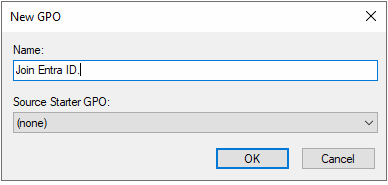 New GPO
Name:
Join Entra ID.
Source Starter GPO:
(none)
OK Cancel